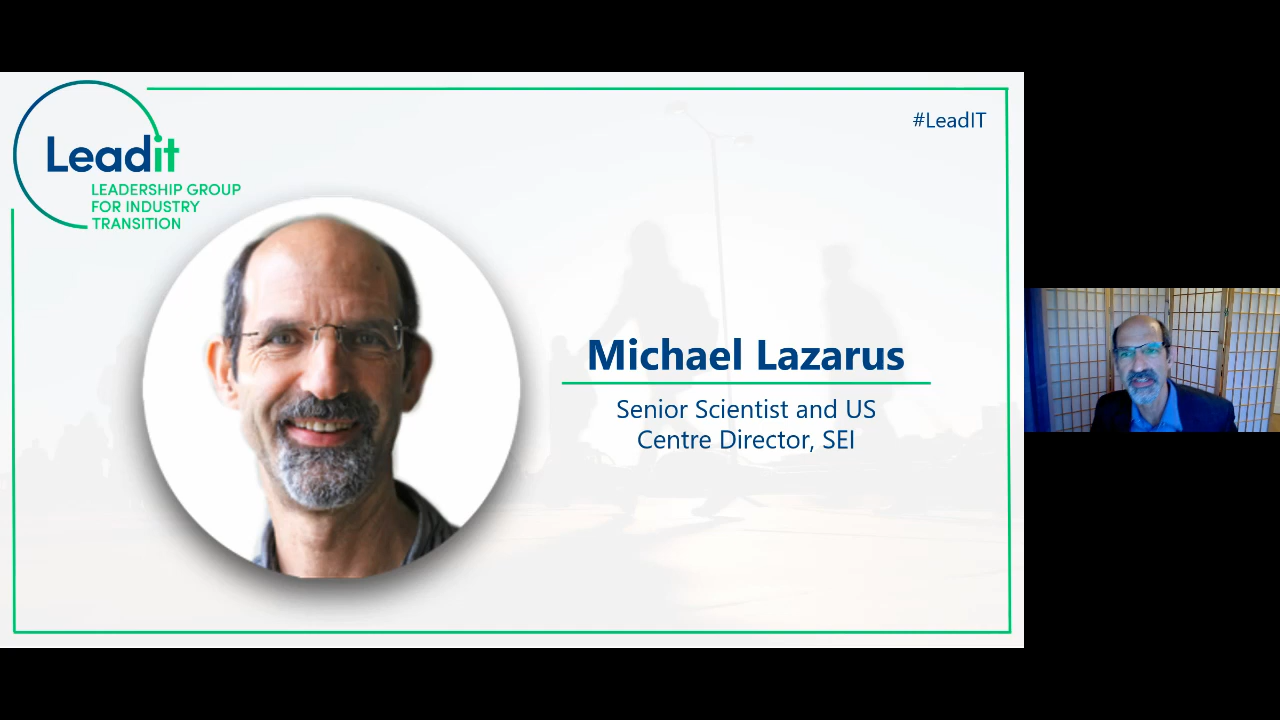 Leadit
LEADERSHIP GROUP
FOR INDUSTRY
TRANSITION
#LeadIT
Michael Lazarus
Senior Scientist and US
Centre Director, SEI